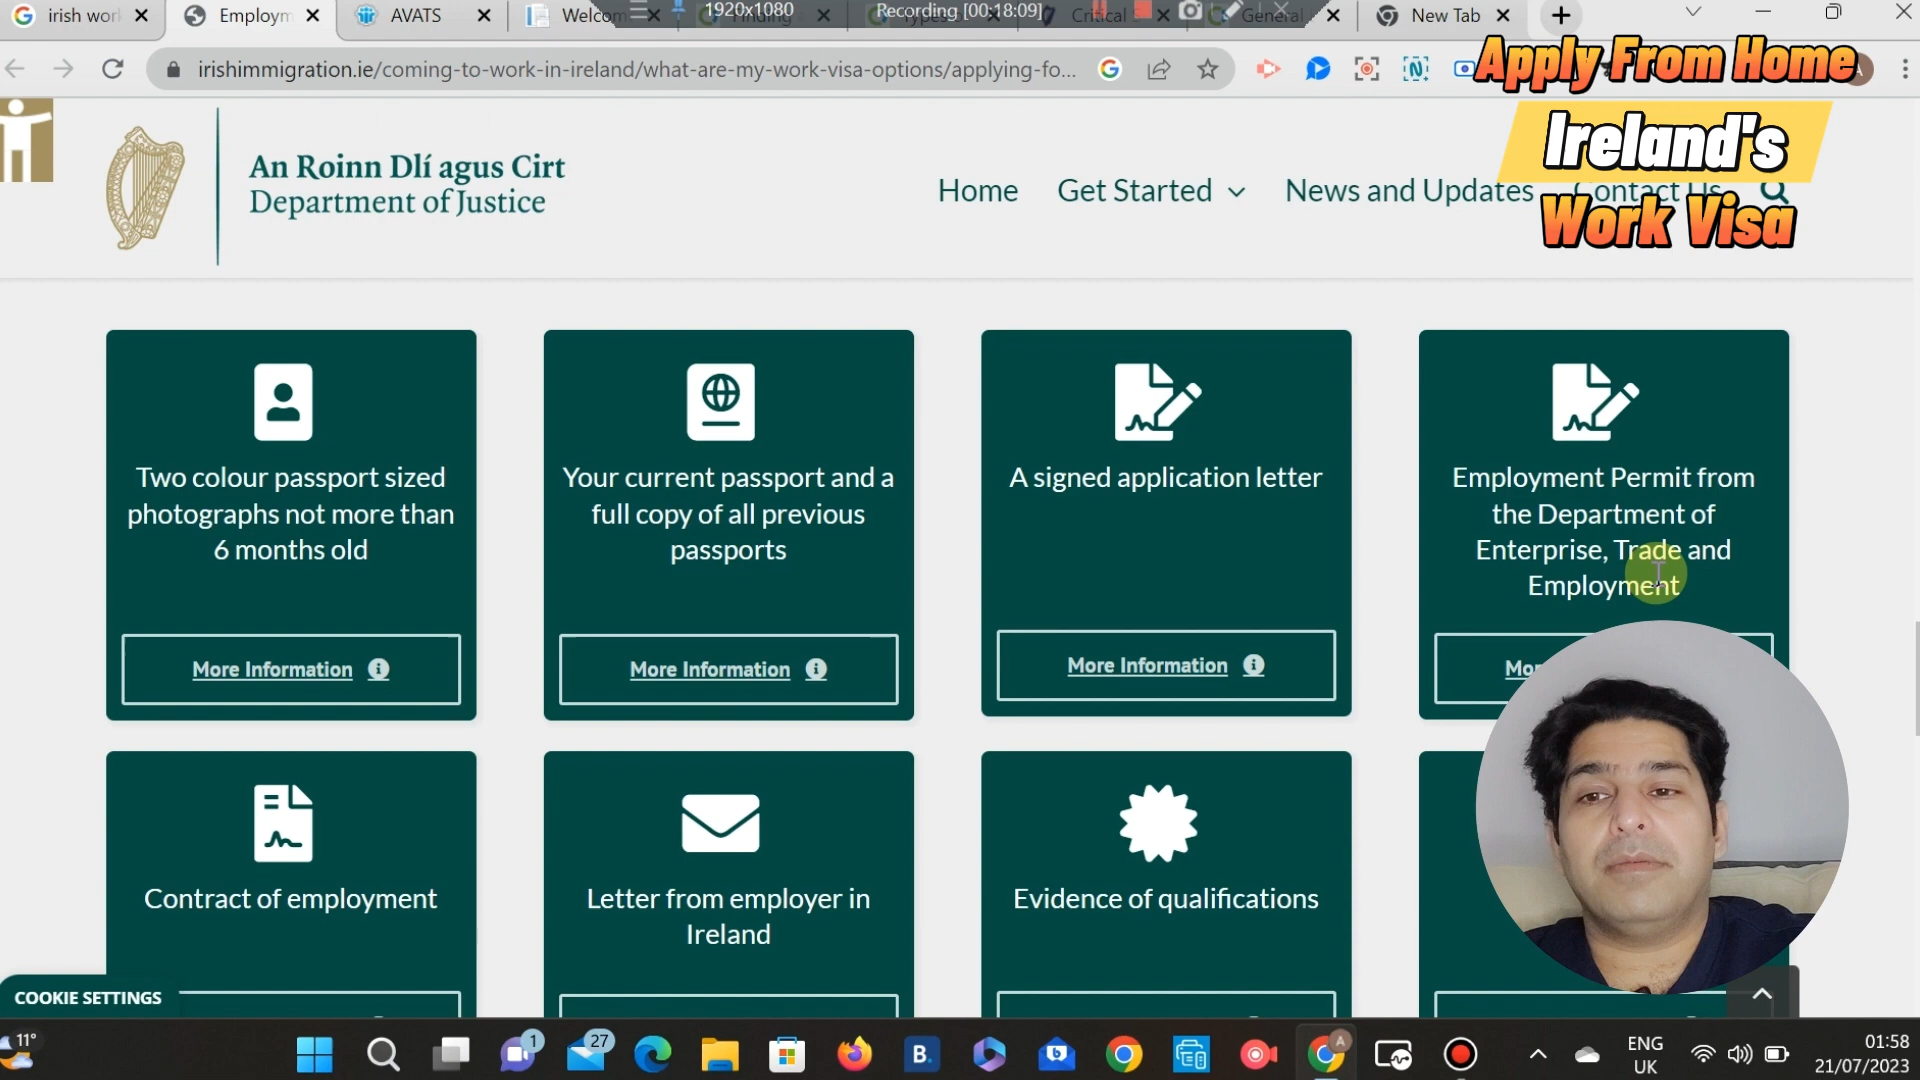 irish wor
Employm
AVATS
Welcom
1920x1080
Recording [00:18:09]
Critical
General
New Tab
irishimmigration.ie/coming-to-work-in-ireland/what-are-my-work-visa-options/applying-fo...
Apply From Home
Ireland's
Work Visa
An Roinn Dlí agus Cirt
Department of Justice
Home
Get Started
News and Updates
Contact Us
Two colour passport sized
photographs not more than
6 months old
More Information
Your current passport and a
full copy of all previous
passports
More Information
A signed application letter
More Information
Employment Permit from
the Department of
Enterprise, Trade and
Employment
Mor
Contract of employment
Letter from employer in
Ireland
Evidence of qualifications
COOKIE SETTINGS
11°
1
27
B.
A
ENG
UK
01:58
21/07/2023